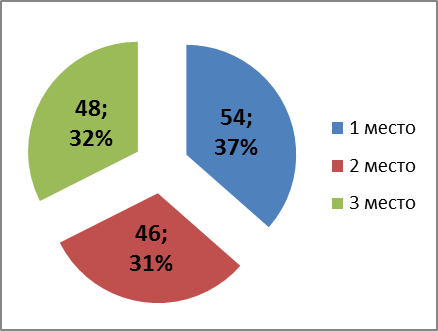 48;
32%
54;
37%
46;
31%
1 место
2 место
3 место